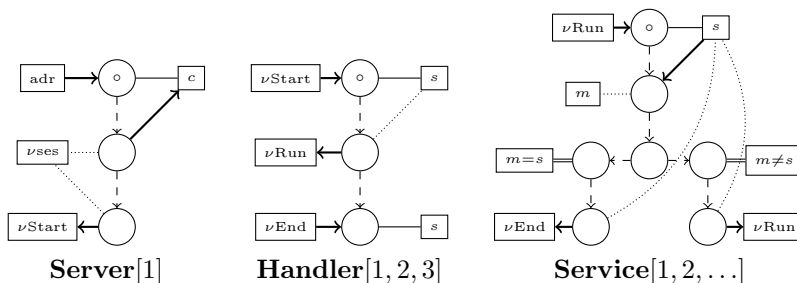 adr ∘ c
νses
νStart
Server[1]
νStart ∘ s
νRun
νEnd s
Handler[1, 2, 3]
νRun ∘ s
m
m=s m≠s
νEnd νRun
Service[1, 2, . . .]